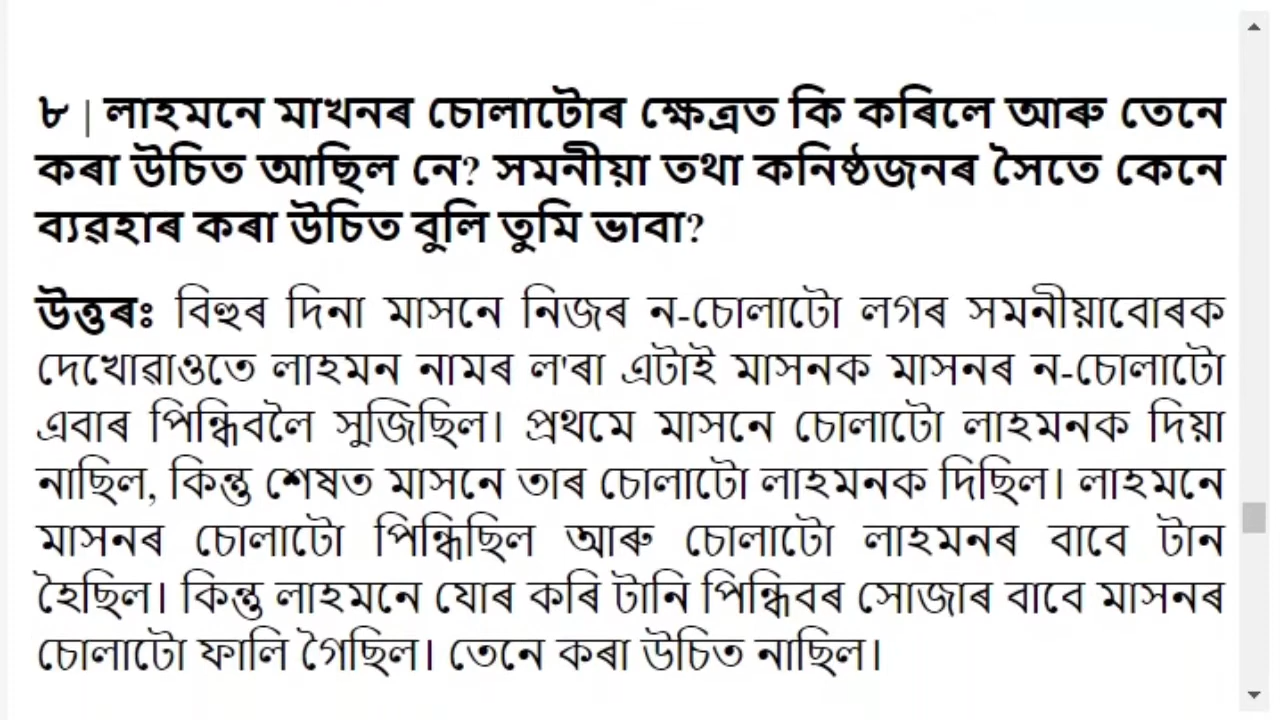 ৮ | লাহমনে মাখনৰ চোলাটোৰ ক্ষেত্ৰত কি কৰিলে আৰু তেনে
কৰা উচিত আছিল নে? সমনীয়া তথা কনিষ্ঠজনৰ সৈতে কেনে
ব্যৱহাৰ কৰা উচিত বুলি তুমি ভাবা?
উত্তৰঃ বিহুৰ দিনা মাসনে নিজৰ ন-চোলাটো লগৰ সমনীয়াবোৰক
দেখোৱাওতে লাহমন নামৰ ল'ৰা এটাই মাসনক মাসনৰ ন-চোলাটো
এবাৰ পিন্ধিবলৈ সুজিছিল। প্ৰথমে মাসনে চোলাটো লাহমনক দিয়া
নাছিল, কিন্তু শেষত মাসনে তাৰ চোলাটো লাহমনক দিছিল। লাহমনে
মাসনৰ চোলাটো পিন্ধিছিল আৰু চোলাটো লাহমনৰ বাবে টান
হৈছিল। কিন্তু লাহমনে যোৰ কৰি টানি পিন্ধিবৰ সোজাৰ বাবে মাসনৰ
চোলাটো ফালি গৈছিল। তেনে কৰা উচিত নাছিল।